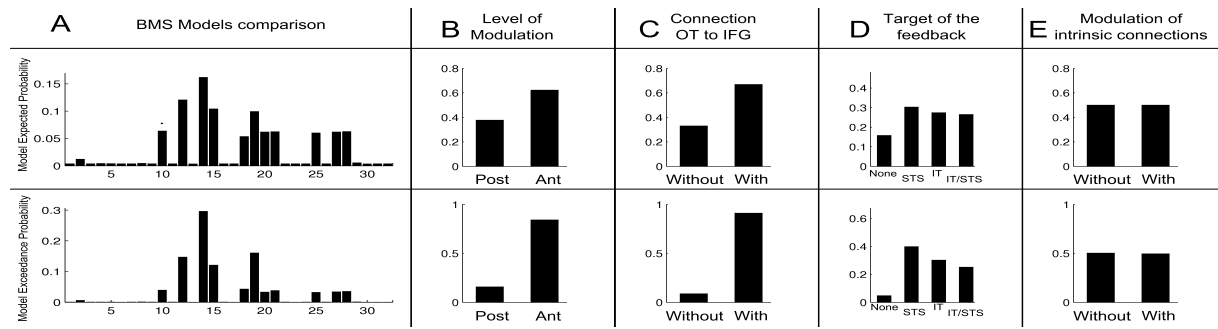 A BMS Models comparison
B Level of
Modulation
C Connection
OT to IFG
D Target of the
feedback
E Modulation of
intrinsic connections
Model Expected Probability
0.15
0.1
0.05
0
5 10 15 20 25 30
0.8
0.6
0.4
0.2
0
Post Ant
0.8
0.6
0.4
0.2
0
Without With
0.4
0.3
0.2
0.1
0
None STS IT IT/STS
0.8
0.6
0.4
0.2
0
Without With
Model Exceedance Probability
0.3
0.2
0.1
0
5 10 15 20 25 30
1
0.5
0
Post Ant
1
0.5
0
Without With
0.6
0.4
0.2
0
None STS IT IT/STS
1
0.5
0
Without With